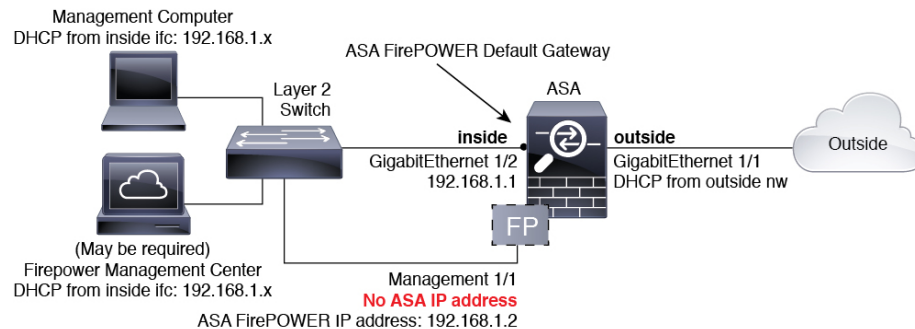 Management Computer
DHCP from inside ifc: 192.168.1.x
ASA FirePOWER Default Gateway
Layer 2
Switch
ASA
inside
GigabitEthernet 1/2
192.168.1.1
outside
GigabitEthernet 1/1
DHCP from outside nw
Outside
FP
(May be required)
Firepower Management Center
DHCP from inside ifc: 192.168.1.x
Management 1/1
No ASA IP address
ASA FirePOWER IP address: 192.168.1.2